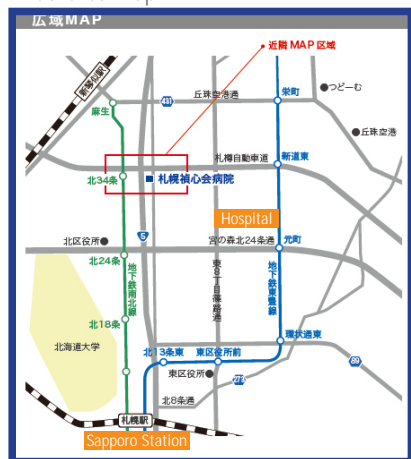 広域MAP
近隣MAP区域
新琴似駅
栄町
つどーむ
丘珠空港通
麻生
431
丘珠空港
札樽自動車道
新道東
北34条
札幌禎心会病院
Hospital
5
北区役所
宮の森北24条通
元町
北24条
地下鉄南北線
東8丁目篠路通
地下鉄東豊線
北18条
環状通東
北海道大学
北13条東
東区役所前
89
東区役所
273
北8条通
札幌駅
Sapporo Station